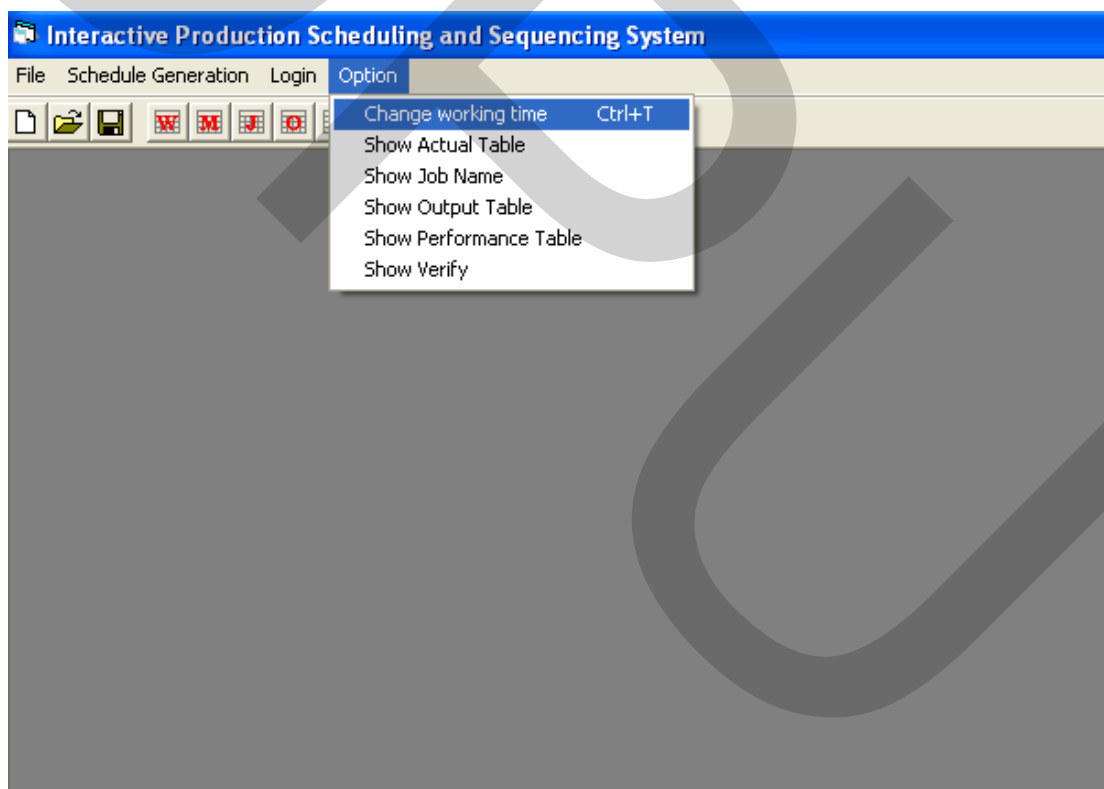 Interactive Production Scheduling and Sequencing System
File Schedule Generation Login Option
W M J O
Change working time Ctrl+T
Show Actual Table
Show Job Name
Show Output Table
Show Performance Table
Show Verify